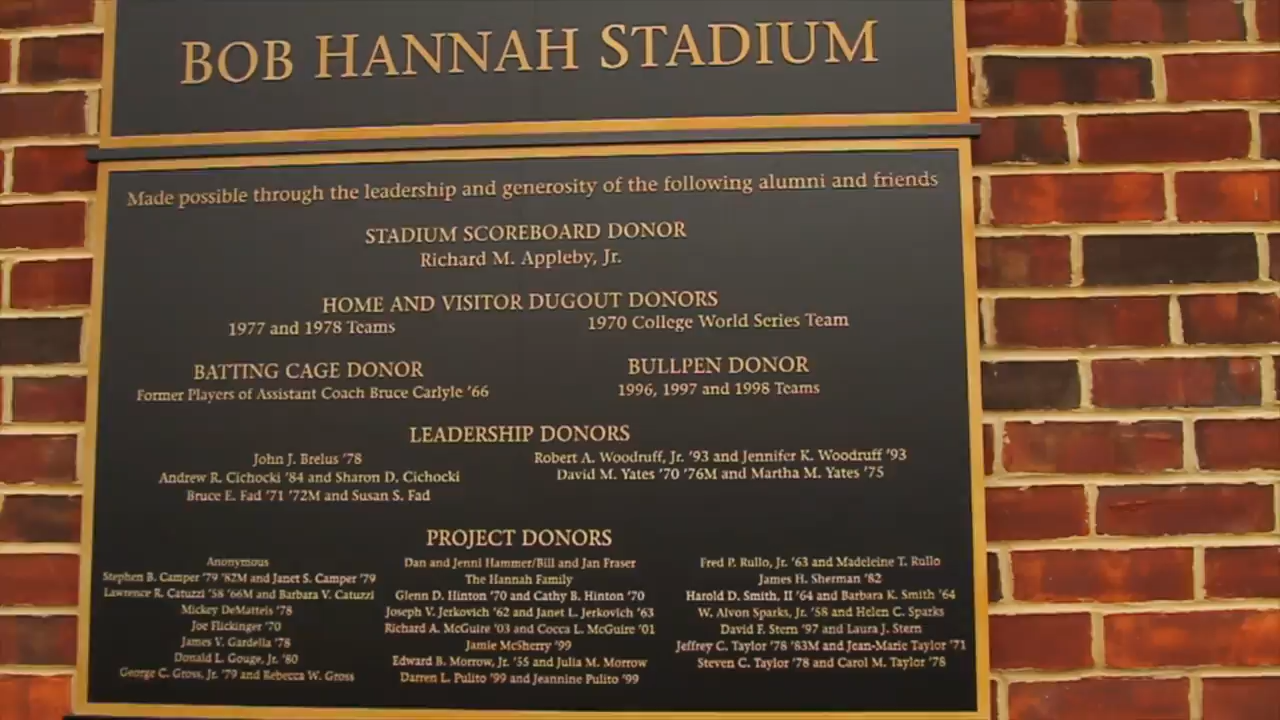 BOB HANNAH STADIUM
Made possible through the leadership and generosity of the following alumni and friends
STADIUM SCOREBOARD DONOR
Richard M. Appleby, Jr.
HOME AND VISITOR DUGOUT DONORS
1977 and 1978 Teams
1970 College World Series Team
BATTING CAGE DONOR
Former Players of Assistant Coach Bruce Carlyle '66
BULLPEN DONOR
1996, 1997 and 1998 Teams
LEADERSHIP DONORS
John J. Brelus '78
Andrew R. Cichocki '84 and Sharon D. Cichocki
Bruce E. Fad '71 '72M and Susan S. Fad
Robert A. Woodruff, Jr. '93 and Jennifer K. Woodruff '93
David M. Yates '70 '76M and Martha M. Yates '75
PROJECT DONORS
Anonymous
Stephen B. Camper '79 '82M and Janet S. Camper '79
Lawrence R. Catuzzi '58 '66M and Barbara V. Catuzzi
Mickey DeMatteis '78
Joe Flickinger '70
James V. Gardella '78
Donald L. Gouge, Jr. '80
George C. Gross, Jr. '79 and Rebecca W. Gross
Dan and Jenni Hammer/Bill and Jan Fraser
The Hannah Family
Glenn D. Hinton '70 and Cathy B. Hinton '70
Joseph V. Jerkovich '62 and Janet L. Jerkovich '63
Richard A. McGuire '03 and Cocca L. McGuire '01
Jamie McSherry '99
Edward B. Morrow, Jr. '55 and Julia M. Morrow
Darren L. Pulito '99 and Jeannine Pulito '99
Fred P. Rullo, Jr. '63 and Madeleine T. Rullo
James H. Sherman '82
Harold D. Smith, II '64 and Barbara K. Smith '64
W. Alvon Sparks, Jr. '58 and Helen C. Sparks
David F. Stern '97 and Laura J. Stern
Jeffrey C. Taylor '78 '83M and Jean-Marie Taylor '71
Steven C. Taylor '78 and Carol M. Taylor '78